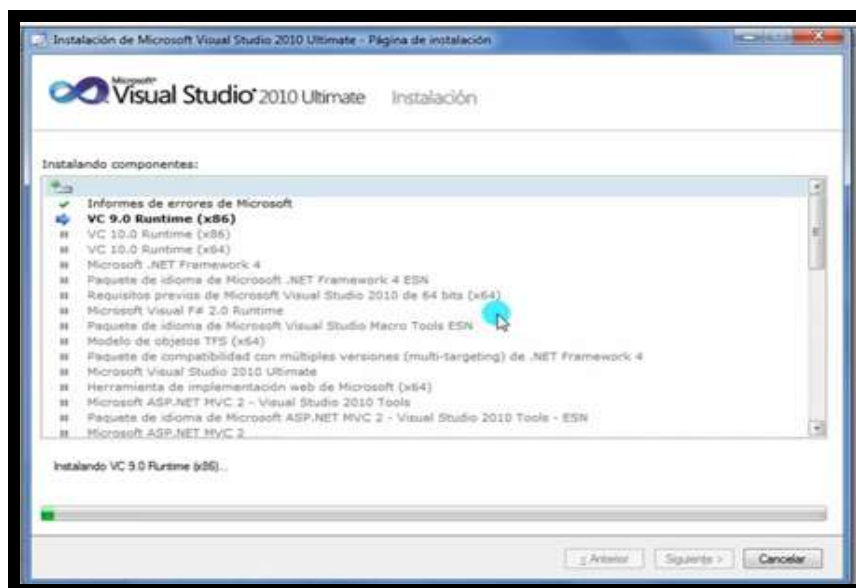 Instalación de Microsoft Visual Studio 2010 Ultimate - Página de instalación
Microsoft
Visual Studio 2010 Ultimate Instalación
Instalando componentes:
Informes de errores de Microsoft
VC 9.0 Runtime (x86)
VC 10.0 Runtime (x86)
VC 10.0 Runtime (x64)
Microsoft .NET Framework 4
Paquete de idioma de Microsoft .NET Framework 4 ESN
Requisitos previos de Microsoft Visual Studio 2010 de 64 bits (x64)
Microsoft Visual F# 2.0 Runtime
Paquete de idioma de Microsoft Visual Studio Macro Tools ESN
Modelo de objetos TFS (x64)
Paquete de compatibilidad con múltiples versiones (multi-targeting) de .NET Framework 4
Microsoft Visual Studio 2010 Ultimate
Herramienta de implementación web de Microsoft (x64)
Microsoft ASP.NET MVC 2 - Visual Studio 2010 Tools
Paquete de idioma de Microsoft ASP.NET MVC 2 - Visual Studio 2010 Tools - ESN
Microsoft ASP.NET MVC 2
Instalando VC 9.0 Runtime (x86)...
< Anterior Siguiente > Cancelar